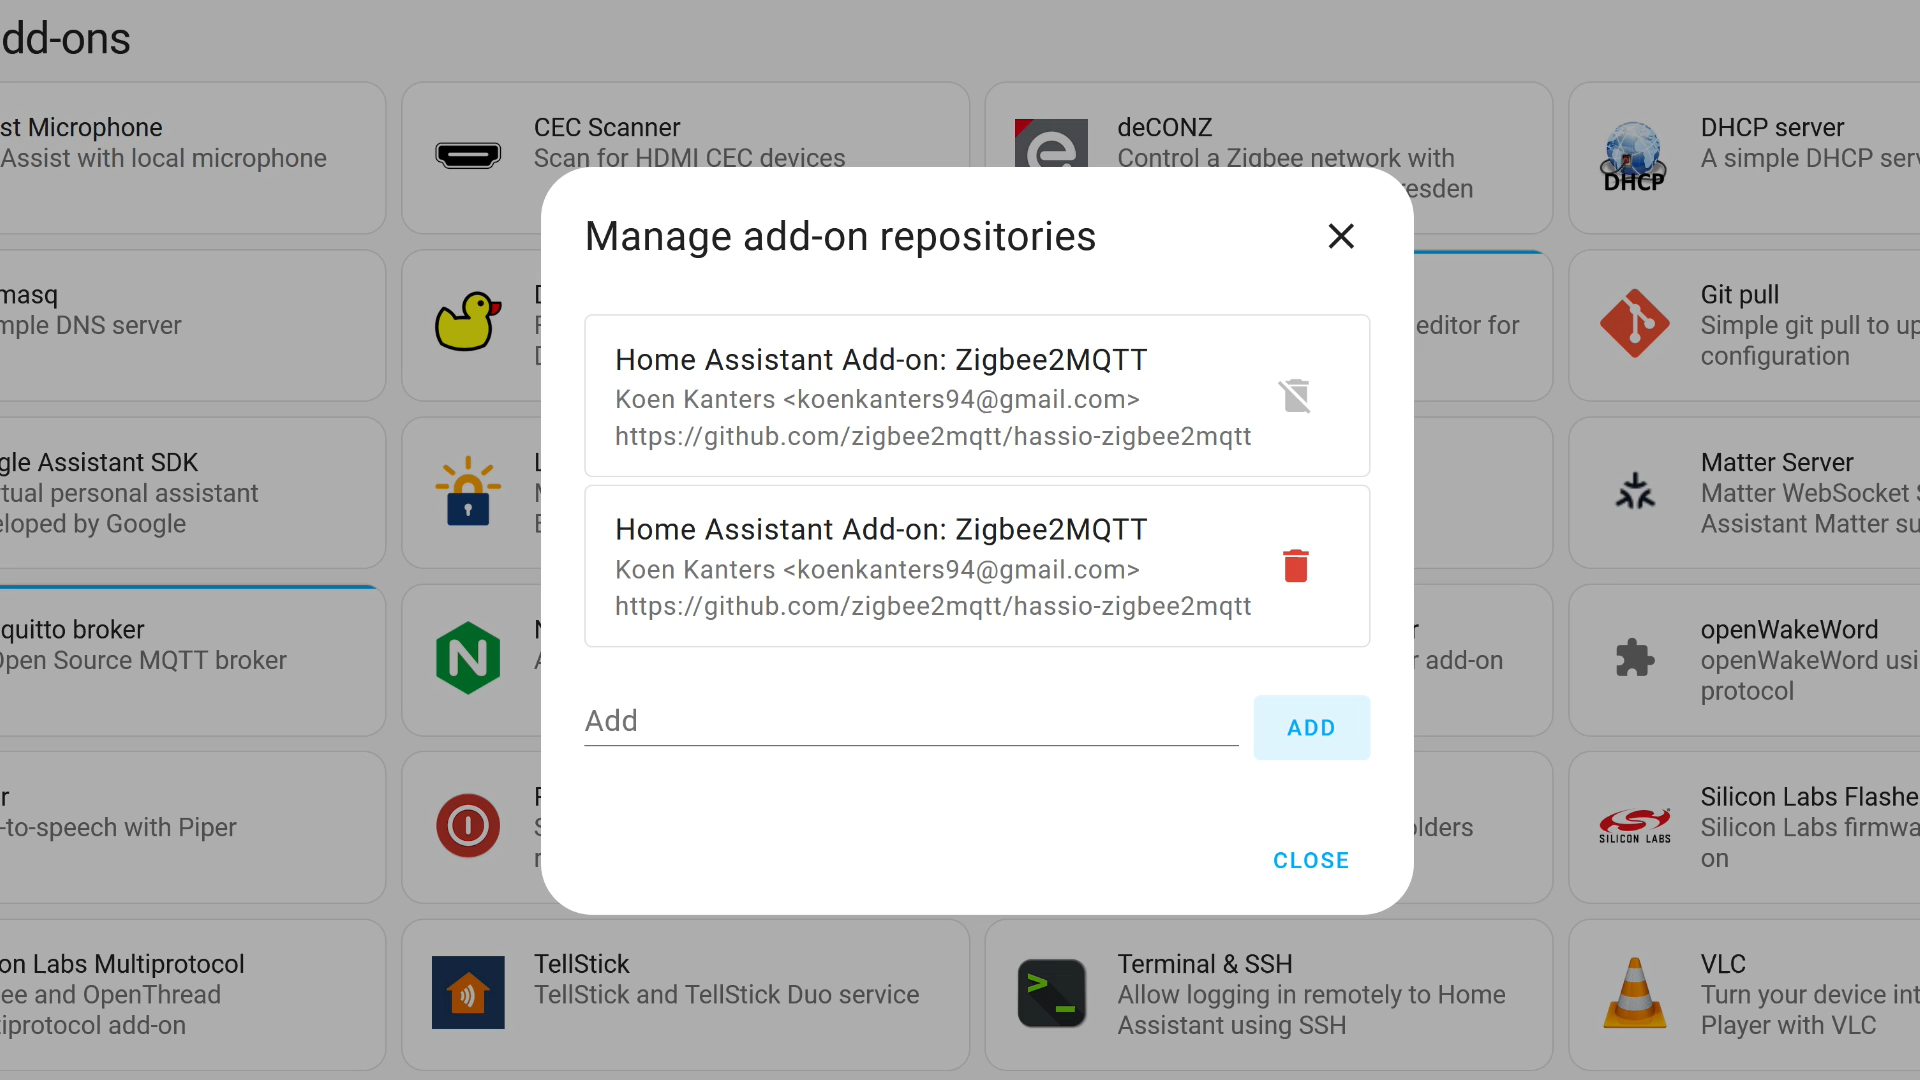 dd-ons
st Microphone
Assist with local microphone
CEC Scanner
Scan for HDMI CEC devices
deCONZ
Control a Zigbee network with
resden
DHCP
DHCP server
A simple DHCP serv
Manage add-on repositories
masq
mple DNS server
editor for
Git pull
Simple git pull to up
configuration
Home Assistant Add-on: Zigbee2MQTT
Koen Kanters <koenkanters94@gmail.com>
https://github.com/zigbee2mqtt/hassio-zigbee2mqtt
gle Assistant SDK
tual personal assistant
eloped by Google
Matter Server
Matter WebSocket S
Assistant Matter su
Home Assistant Add-on: Zigbee2MQTT
Koen Kanters <koenkanters94@gmail.com>
https://github.com/zigbee2mqtt/hassio-zigbee2mqtt
quitto broker
Open Source MQTT broker
N
r
r add-on
openWakeWord
openWakeWord usi
protocol
Add
ADD
r
-to-speech with Piper
olders
SILICON LABS
Silicon Labs Flashe
Silicon Labs firmwa
on
CLOSE
on Labs Multiprotocol
ee and OpenThread
tiprotocol add-on
TellStick
TellStick and TellStick Duo service
Terminal & SSH
Allow logging in remotely to Home
Assistant using SSH
VLC
Turn your device int
Player with VLC